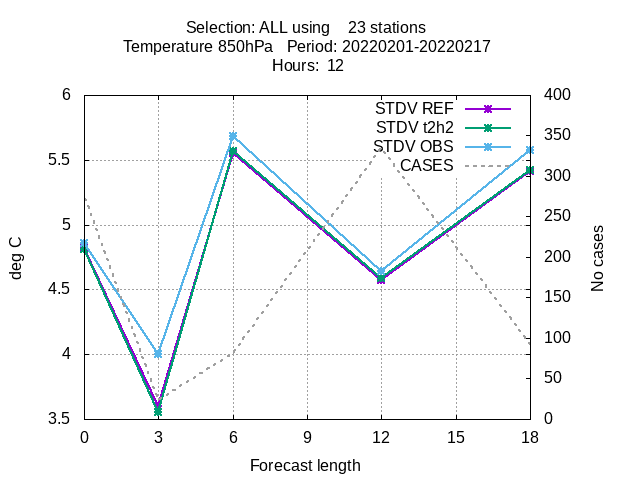 Selection: ALL using    23 stations
Temperature 850hPa   Period: 20220201-20220217
Hours:  12
STDV REF
STDV t2h2
STDV OBS
CASES
6
5.5
5
4.5
4
3.5
deg C
400
350
300
250
200
150
100
50
0
No cases
0 3 6 9 12 15 18
Forecast length